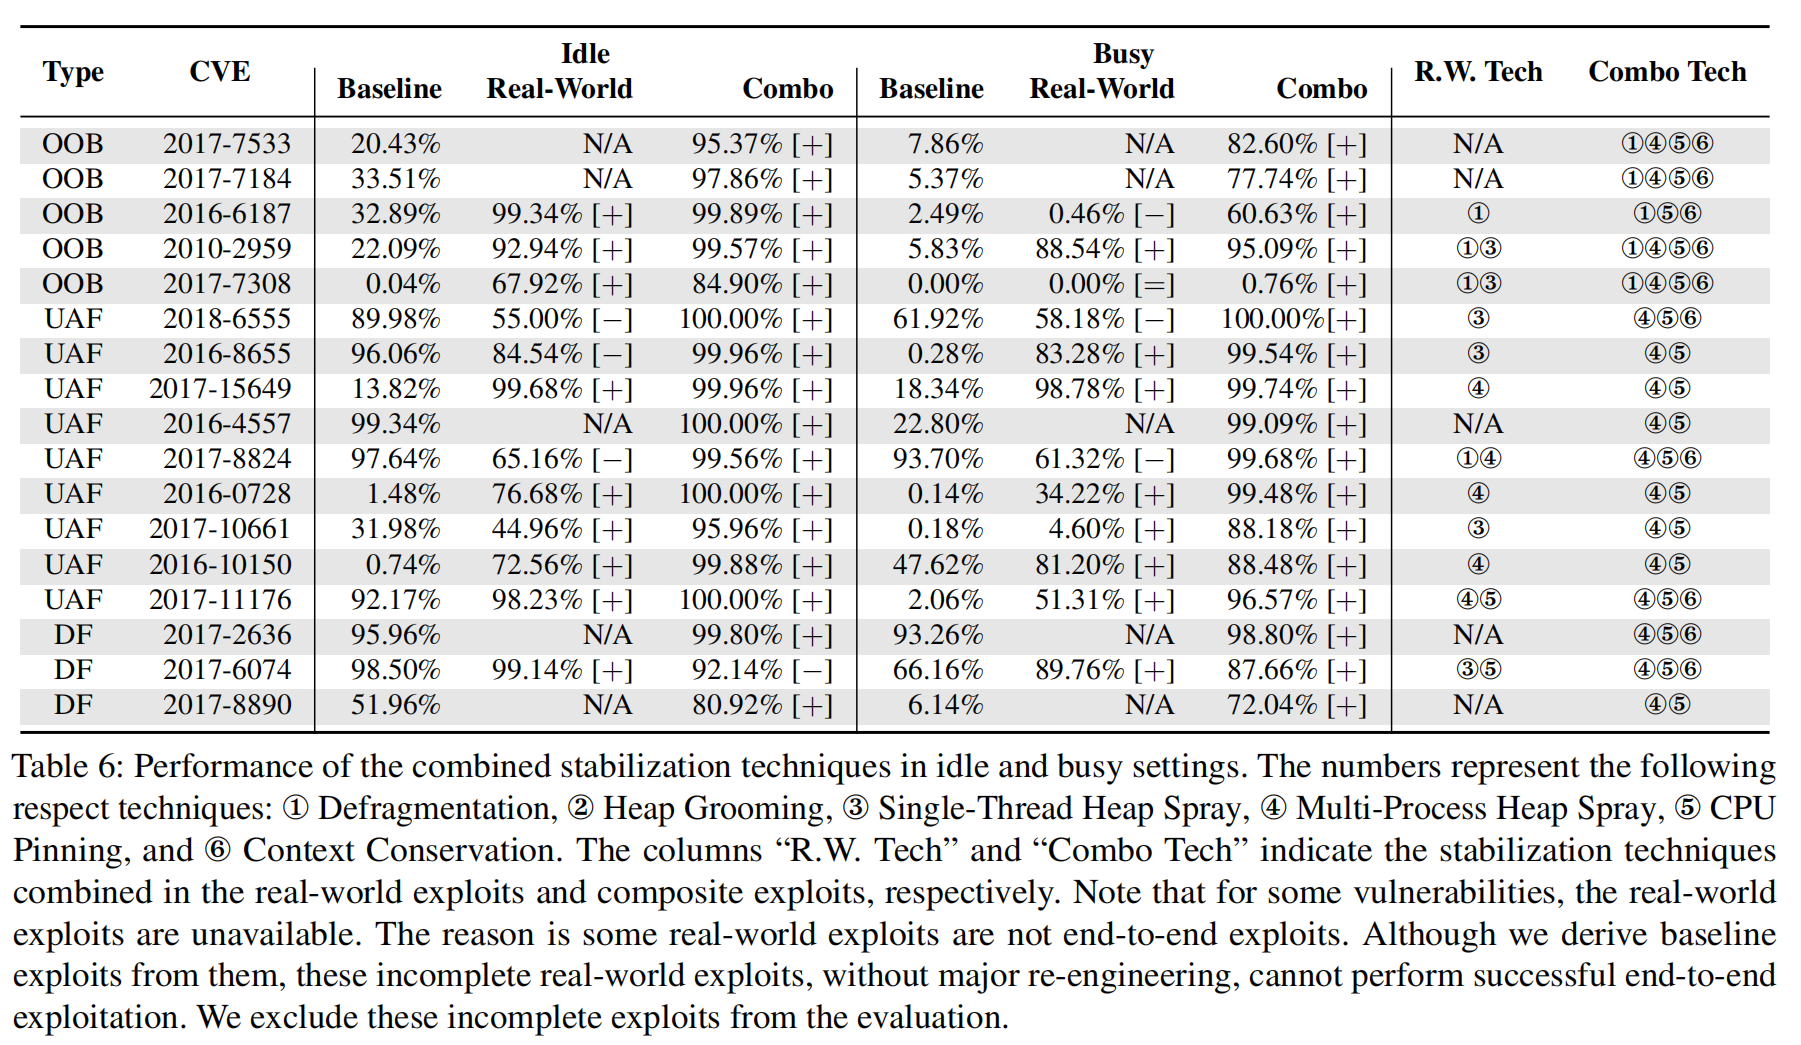 Type CVE Idle Busy R.W. Tech Combo Tech
Baseline Real-World Combo Baseline Real-World Combo
OOB 2017-7533 20.43% N/A 95.37% [+] 7.86% N/A 82.60% [+] N/A ①④⑤⑥
OOB 2017-7184 33.51% N/A 97.86% [+] 5.37% N/A 77.74% [+] N/A ①④⑤⑥
OOB 2016-6187 32.89% 99.34% [+] 99.89% [+] 2.49% 0.46% [−] 60.63% [+] ① ①⑤⑥
OOB 2010-2959 22.09% 92.94% [+] 99.57% [+] 5.83% 88.54% [+] 95.09% [+] ①③ ①④⑤⑥
OOB 2017-7308 0.04% 67.92% [+] 84.90% [+] 0.00% 0.00% [=] 0.76% [+] ①③ ①④⑤⑥
UAF 2018-6555 89.98% 55.00% [−] 100.00% [+] 61.92% 58.18% [−] 100.00%[+] ③ ④⑤⑥
UAF 2016-8655 96.06% 84.54% [−] 99.96% [+] 0.28% 83.28% [+] 99.54% [+] ③ ④⑤
UAF 2017-15649 13.82% 99.68% [+] 99.96% [+] 18.34% 98.78% [+] 99.74% [+] ④ ④⑤
UAF 2016-4557 99.34% N/A 100.00% [+] 22.80% N/A 99.09% [+] N/A ④⑤
UAF 2017-8824 97.64% 65.16% [−] 99.56% [+] 93.70% 61.32% [−] 99.68% [+] ①④ ④⑤⑥
UAF 2016-0728 1.48% 76.68% [+] 100.00% [+] 0.14% 34.22% [+] 99.48% [+] ④ ④⑤
UAF 2017-10661 31.98% 44.96% [+] 95.96% [+] 0.18% 4.60% [+] 88.18% [+] ③ ④⑤
UAF 2016-10150 0.74% 72.56% [+] 99.88% [+] 47.62% 81.20% [+] 88.48% [+] ④ ④⑤
UAF 2017-11176 92.17% 98.23% [+] 100.00% [+] 2.06% 51.31% [+] 96.57% [+] ④⑤ ④⑤⑥
DF 2017-2636 95.96% N/A 99.80% [+] 93.26% N/A 98.80% [+] N/A ④⑤⑥
DF 2017-6074 98.50% 99.14% [+] 92.14% [−] 66.16% 89.76% [+] 87.66% [+] ③⑤ ④⑤⑥
DF 2017-8890 51.96% N/A 80.92% [+] 6.14% N/A 72.04% [+] N/A ④⑤
Table 6: Performance of the combined stabilization techniques in idle and busy settings. The numbers represent the following
respect techniques: ① Defragmentation, ② Heap Grooming, ③ Single-Thread Heap Spray, ④ Multi-Process Heap Spray, ⑤ CPU
Pinning, and ⑥ Context Conservation. The columns “R.W. Tech” and “Combo Tech” indicate the stabilization techniques
combined in the real-world exploits and composite exploits, respectively. Note that for some vulnerabilities, the real-world
exploits are unavailable. The reason is some real-world exploits are not end-to-end exploits. Although we derive baseline
exploits from them, these incomplete real-world exploits, without major re-engineering, cannot perform successful end-to-end
exploitation. We exclude these incomplete exploits from the evaluation.